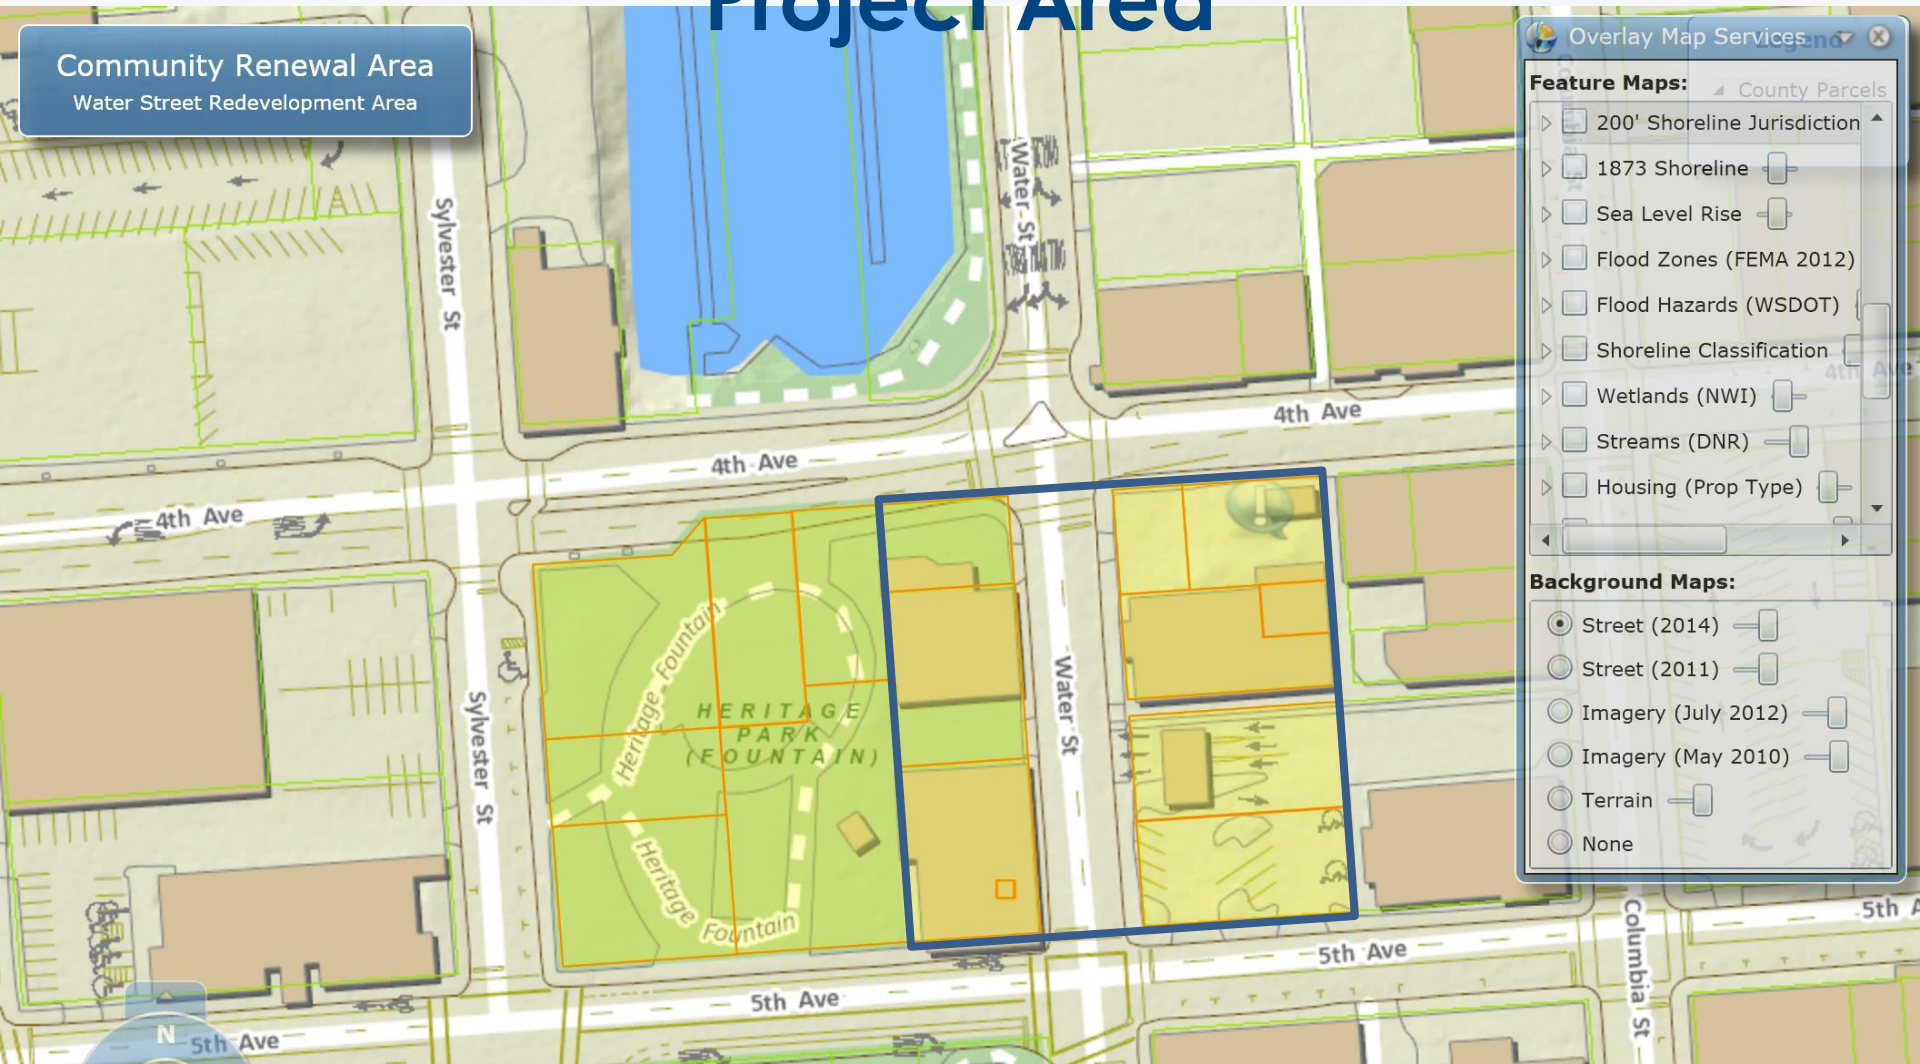 Project Area
Community Renewal Area
Water Street Redevelopment Area
Overlay Map Services
Legend
Feature Maps:
County Parcels
200' Shoreline Jurisdiction
1873 Shoreline
Sea Level Rise
Flood Zones (FEMA 2012)
Flood Hazards (WSDOT)
Shoreline Classification
Wetlands (NWI)
Streams (DNR)
Housing (Prop Type)
Background Maps:
Street (2014)
Street (2011)
Imagery (July 2012)
Imagery (May 2010)
Terrain
None
Sylvester St
Water St
4th Ave
4th Ave
4th Ave
4th Ave
Heritage Fountain
HERITAGE
PARK
(FOUNTAIN)
Heritage Fountain
Water St
Sylvester St
Columbia St
5th Ave
5th Ave
5th Ave
5th A
N